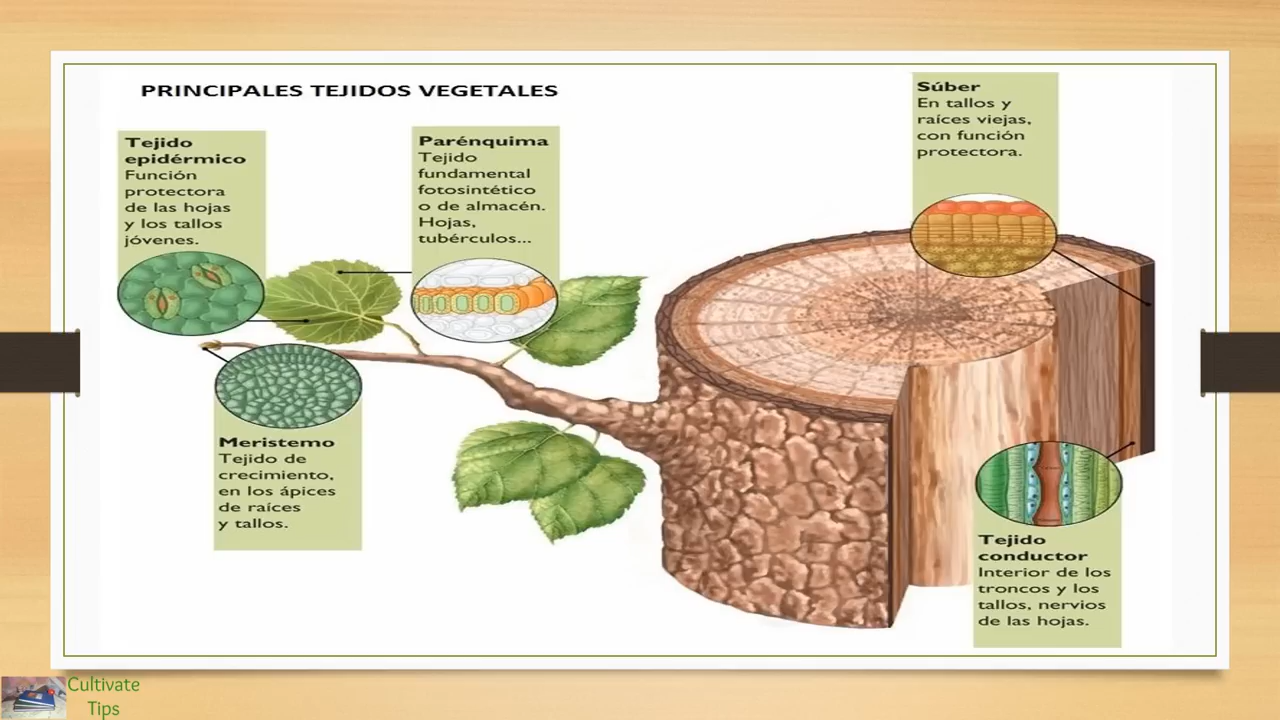 PRINCIPALES TEJIDOS VEGETALES
Tejido
epidérmico
Función
protectora
de las hojas
y los tallos
jóvenes.
Parénquima
Tejido
fundamental
fotosintético
o de almacén.
Hojas,
tubérculos...
Súber
En tallos y
raíces viejas,
con función
protectora.
Meristemo
Tejido de
crecimiento,
en los ápices
de raíces
y tallos.
Tejido
conductor
Interior de los
troncos y los
tallos, nervios
de las hojas.
Cultivate
Tips